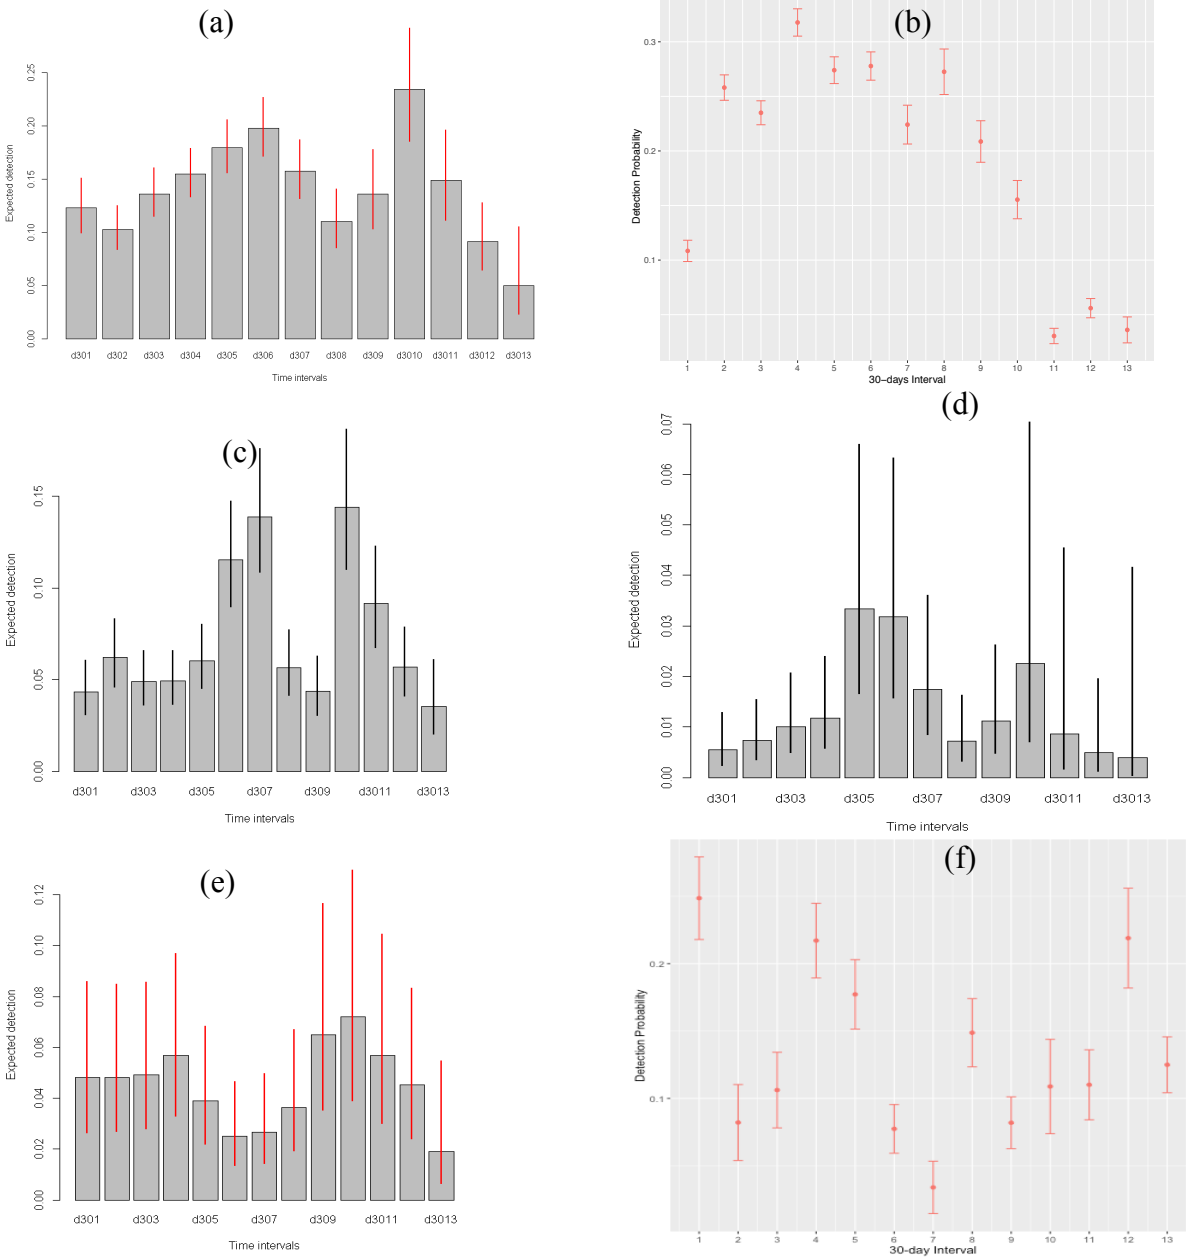 (a)
Expected detection
0.00 0.05 0.10 0.15 0.20 0.25
d301 d302 d303 d304 d305 d306 d307 d308 d309 d3010 d3011 d3012 d3013
Time intervals
(b)
Detection Probability
0.3
0.2
0.1
1 2 3 4 5 6 7 8 9 10 11 12 13
30-days Interval
(c)
Expected detection
0.00 0.05 0.10 0.15
d301 d303 d305 d307 d309 d3011 d3013
Time intervals
(d)
Expected detection
0.00 0.01 0.02 0.03 0.04 0.05 0.06 0.07
d301 d303 d305 d307 d309 d3011 d3013
Time intervals
(e)
Expected detection
0.00 0.02 0.04 0.06 0.08 0.10 0.12
d301 d303 d305 d307 d309 d3011 d3013
Time intervals
(f)
Detection Probability
0.2
0.1
1 2 3 4 5 6 7 8 9 10 11 12 13
30-day Interval